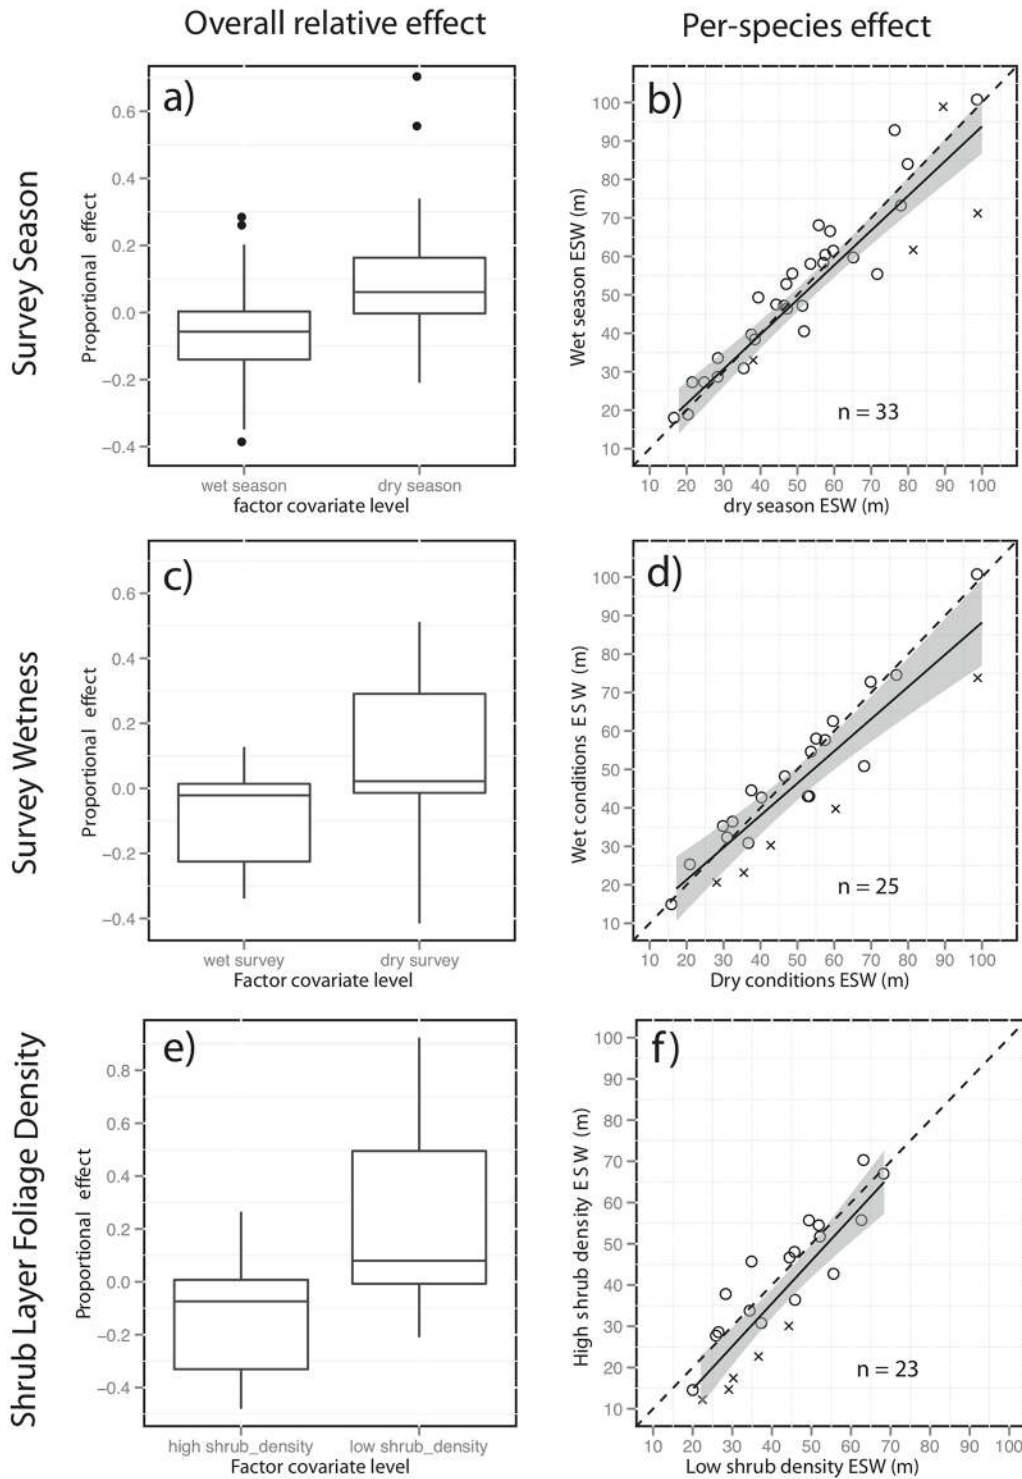 Overall relative effect
Per-species effect
Survey Season
a)
Proportional effect
0.6
0.4
0.2
0.0
−0.2
−0.4
wet season
dry season
factor covariate level
b)
Wet season ESW (m)
100
90
80
70
60
50
40
30
20
10
n = 33
10 20 30 40 50 60 70 80 90 100
dry season ESW (m)
Survey Wetness
c)
Proportional effect
0.6
0.4
0.2
0.0
−0.2
−0.4
wet survey
dry survey
Factor covariate level
d)
Wet conditions ESW (m)
100
90
80
70
60
50
40
30
20
10
n = 25
10 20 30 40 50 60 70 80 90 100
Dry conditions ESW (m)
Shrub Layer Foliage Density
e)
Proportional effect
0.8
0.6
0.4
0.2
0.0
−0.2
−0.4
high shrub_density
low shrub_density
Factor covariate level
f)
High shrub density ESW (m)
100
90
80
70
60
50
40
30
20
10
n = 23
10 20 30 40 50 60 70 80 90 100
Low shrub density ESW (m)